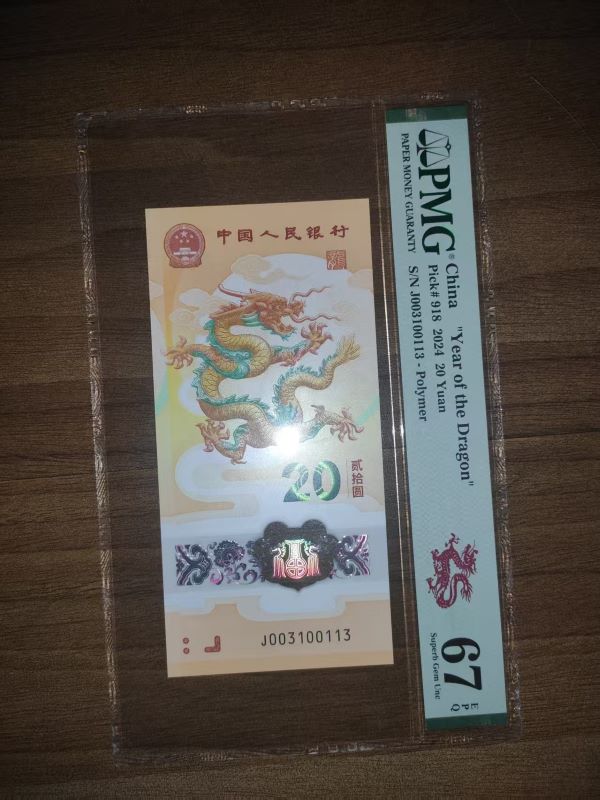 中国人民银行
龍
20
贰拾圆
J003100113
PMG®
PAPER MONEY GUARANTY
China "Year of the Dragon"
Pick# 918 2024 20 Yuan
S/N J003100113 - Polymer
67
EPQ
Superb Gem Unc